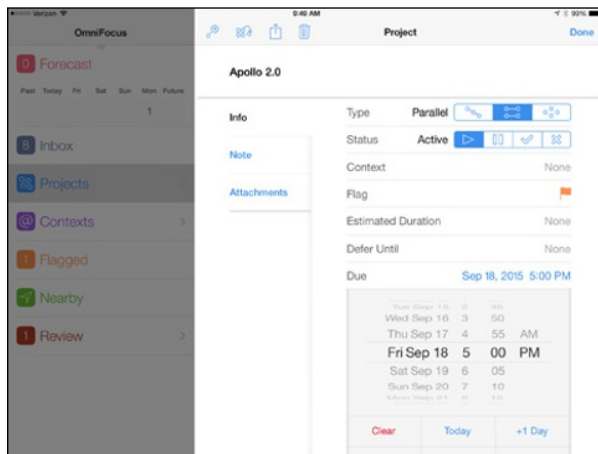 Verizon 9:49 AM 99%
OmniFocus
Project
Done
0 Forecast
Past Today Fri Sat Sun Mon Future
1
8 Inbox
Projects
@ Contexts
1 Flagged
Nearby
1 Review
Apollo 2.0
Info
Note
Attachments
Type Parallel
Status Active
Context None
Flag
Estimated Duration None
Defer Until None
Due Sep 18, 2015 5:00 PM
Wed Sep 16 3 50
Thu Sep 17 4 55 AM
Fri Sep 18 5 00 PM
Sat Sep 19 6 05
Sun Sep 20 7 10
Clear Today +1 Day